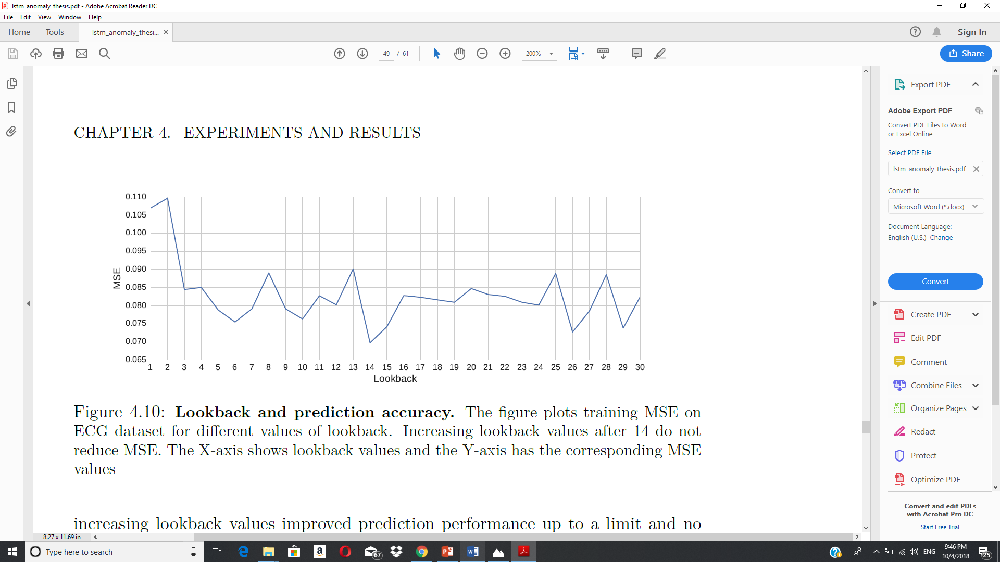 lstm_anomaly_thesis.pdf - Adobe Acrobat Reader DC
File Edit View Window Help
Home Tools lstm_anomaly_thesi... ×
Sign In
49 / 61
200%
Share
CHAPTER 4. EXPERIMENTS AND RESULTS
0.110
0.105
0.100
0.095
0.090
0.085
0.080
0.075
0.070
0.065
MSE
1 2 3 4 5 6 7 8 9 10 11 12 13 14 15 16 17 18 19 20 21 22 23 24 25 26 27 28 29 30
Lookback
Figure 4.10: Lookback and prediction accuracy. The figure plots training MSE on
ECG dataset for different values of lookback. Increasing lookback values after 14 do not
reduce MSE. The X-axis shows lookback values and the Y-axis has the corresponding MSE
values
increasing lookback values improved prediction performance up to a limit and no
8.27 x 11.69 in
Export PDF
Adobe Export PDF
Convert PDF Files to Word
or Excel Online
Select PDF File
lstm_anomaly_thesis.pdf
Convert to
Microsoft Word (*.docx)
Document Language:
English (U.S.) Change
Convert
Create PDF
Edit PDF
Comment
Combine Files
Organize Pages
Redact
Protect
Optimize PDF
Convert and edit PDFs
with Acrobat Pro DC
Start Free Trial
Type here to search
67
ENG
9:46 PM
10/4/2018
25